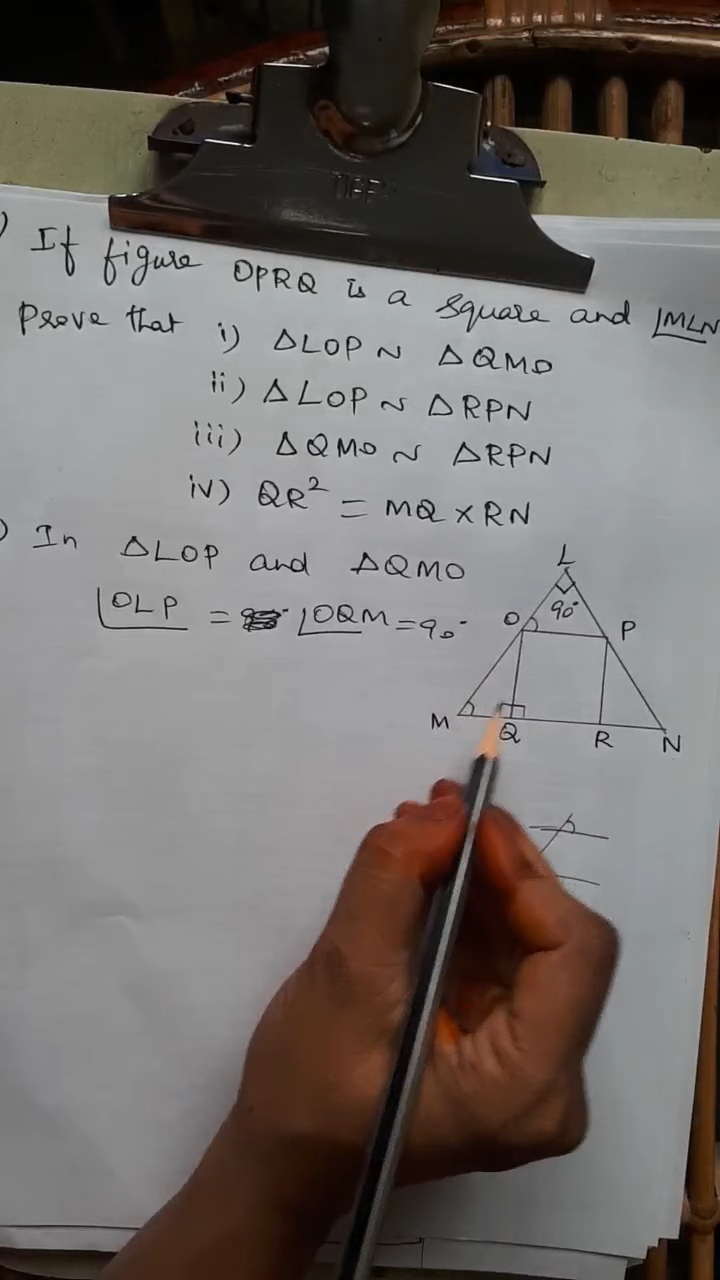 ) If figure OPRQ is a square and ∠MLN
Prove that i) ΔLOP ~ ΔQMO
ii) ΔLOP ~ ΔRPN
iii) ΔQMO ~ ΔRPN
iv) QR² = MQ × RN
) In ΔLOP and ΔQMO
∠OLP = ∠OQM = 90°
L
90°
O
P
M
Q
R
N